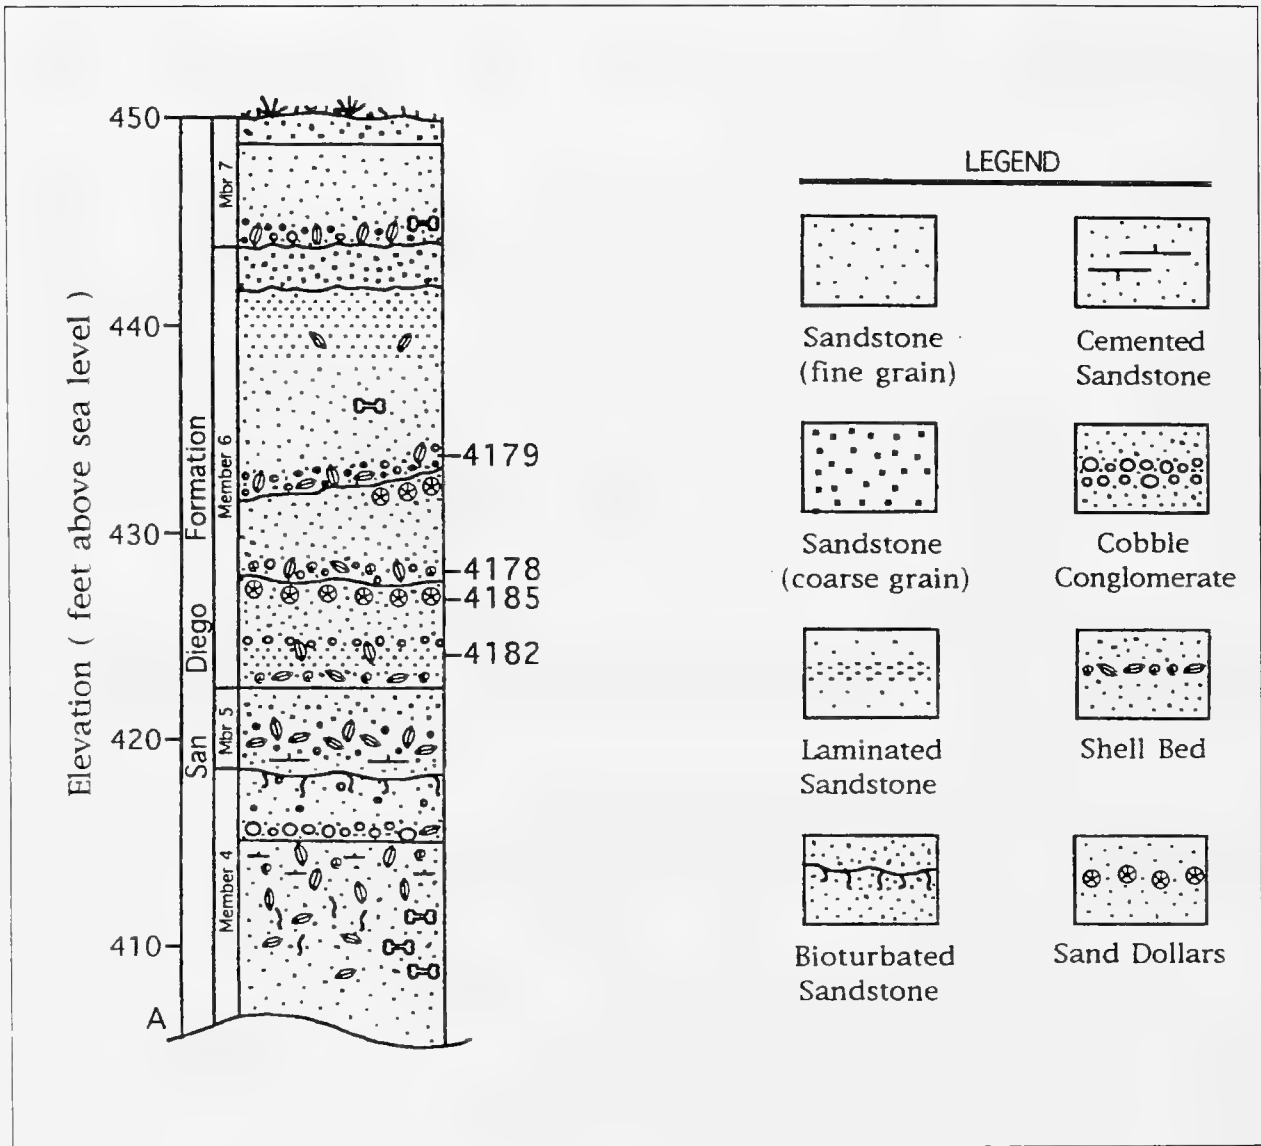 450
440
430
420
410
Elevation ( feet above sea level )
San Diego Formation
Mbr 7
Member 6
Mbr 5
Member 4
A
4179
4178
4185
4182
LEGEND
Sandstone
(fine grain)
Cemented
Sandstone
Sandstone
(coarse grain)
Cobble
Conglomerate
Laminated
Sandstone
Shell Bed
Bioturbated
Sandstone
Sand Dollars